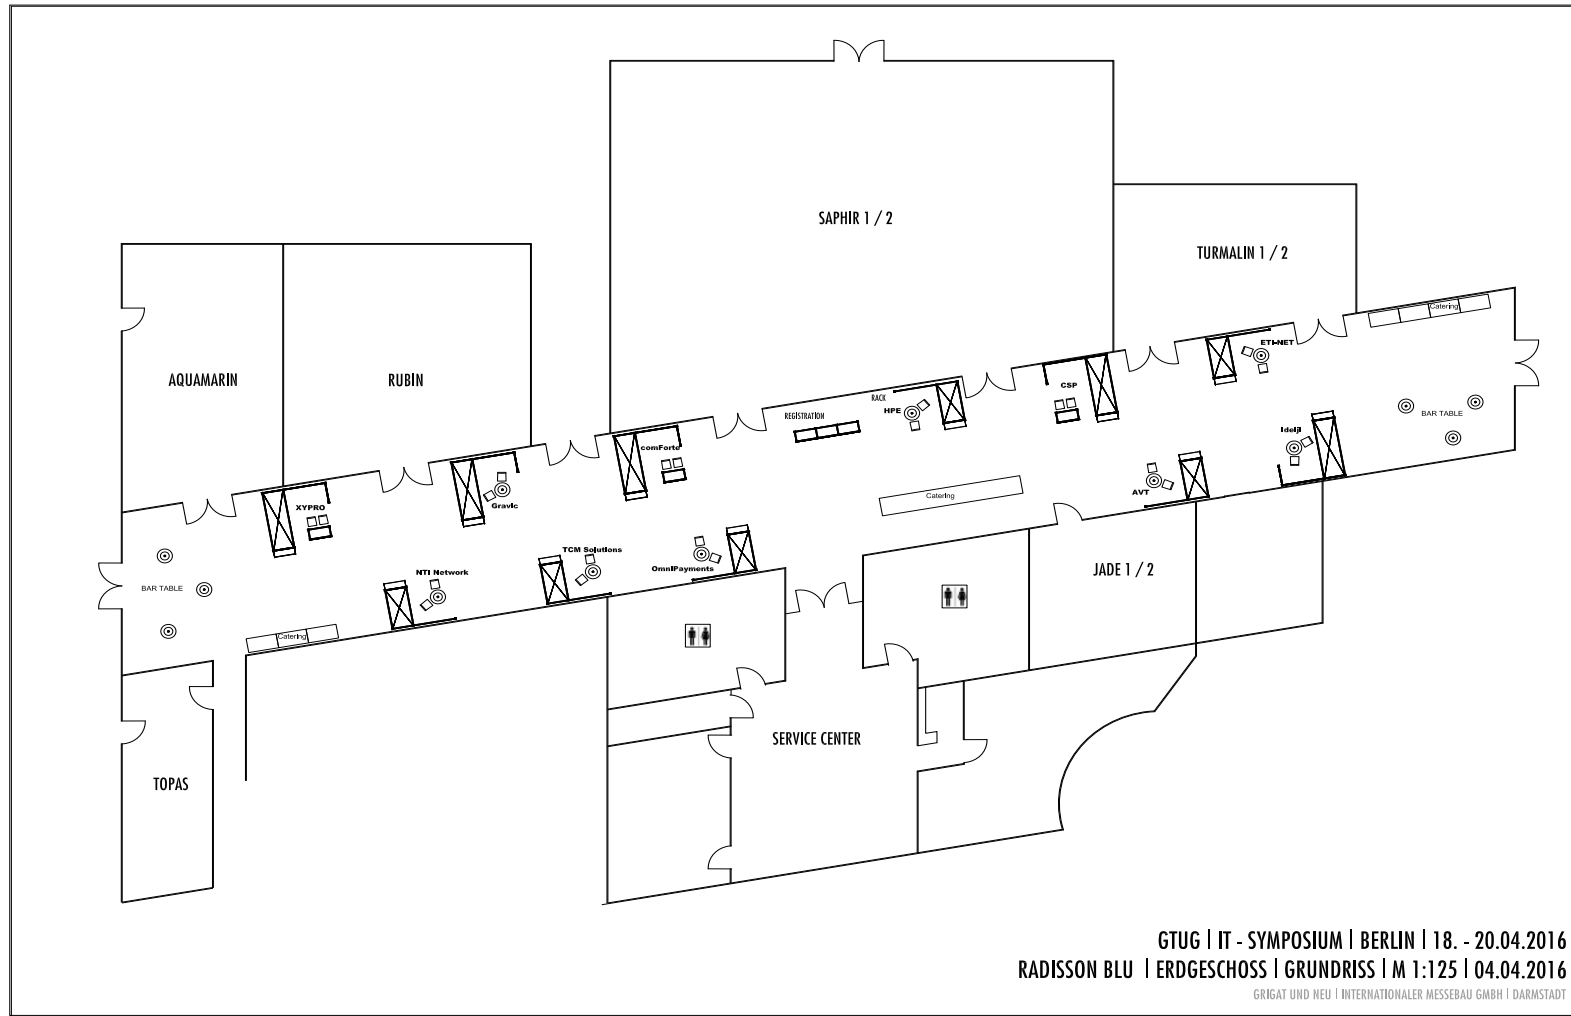 SAPHIR 1 / 2
TURMALIN 1 / 2
Catering
ETI-NET
AQUAMARIN
RUBIN
RACK
CSP
HPE
REGISTRATION
BAR TABLE
Idelji
comForte
AVT
Catering
Gravic
XYPRO
TCM Solutions
OmniPayments
NTI Network
JADE 1 / 2
BAR TABLE
Catering
SERVICE CENTER
TOPAS
GTUG | IT - SYMPOSIUM | BERLIN | 18. - 20.04.2016
RADISSON BLU | ERDGESCHOSS | GRUNDRISS | M 1:125 | 04.04.2016
GRIGAT UND NEU | INTERNATIONALER MESSEBAU GMBH | DARMSTADT